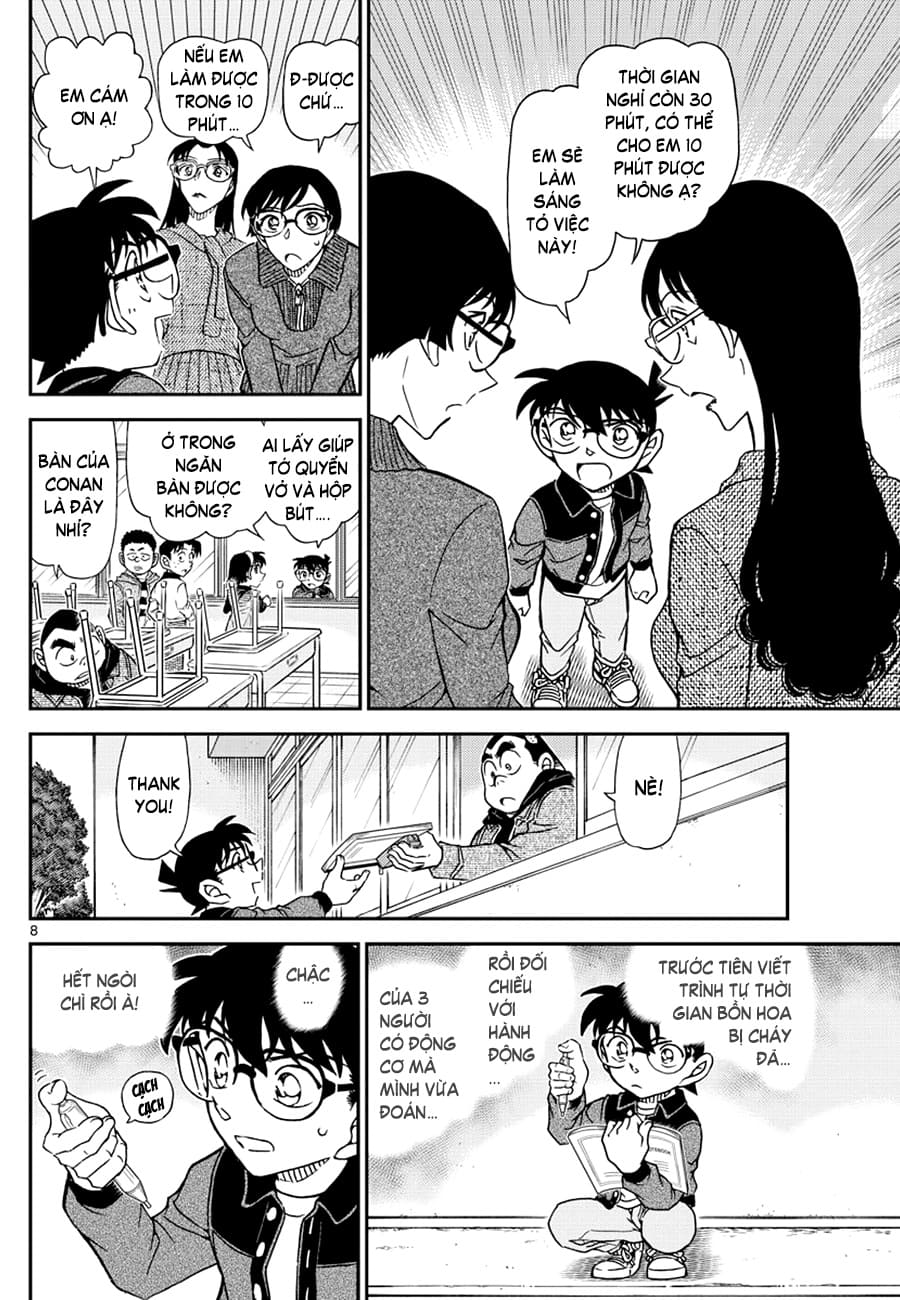 THỜI GIAN
NGHỈ CÒN 30
PHÚT, CÓ THỂ
CHO EM 10
PHÚT ĐƯỢC
KHÔNG Ạ?
EM SẼ
LÀM
SÁNG
TỎ VIỆC
NÀY!
Đ-ĐƯỢC
CHỨ...
NẾU EM
LÀM ĐƯỢC
TRONG 10
PHÚT...
EM CÁM
ƠN Ạ!
AI LẤY GIÚP
TỚ QUYỂN
VỞ VÀ HỘP
BÚT....
Ở TRONG
NGĂN
BÀN ĐƯỢC
KHÔNG?
BÀN CỦA
CONAN
LÀ ĐÂY
NHỈ?
NÈ!
THANK
YOU!
8
TRƯỚC TIÊN VIẾT
TRÌNH TỰ THỜI
GIAN BỒN HOA
BỊ CHÁY
ĐÃ...
RỒI ĐỐI
CHIẾU
VỚI
HÀNH
ĐỘNG
...
CỦA 3
NGƯỜI
CÓ ĐỘNG
CƠ MÀ
MÌNH VỪA
ĐOÁN...
NOTEBOOK
CHẬC
...
HẾT NGÒI
CHÌ RỒI À!
CẠCH
CẠCH